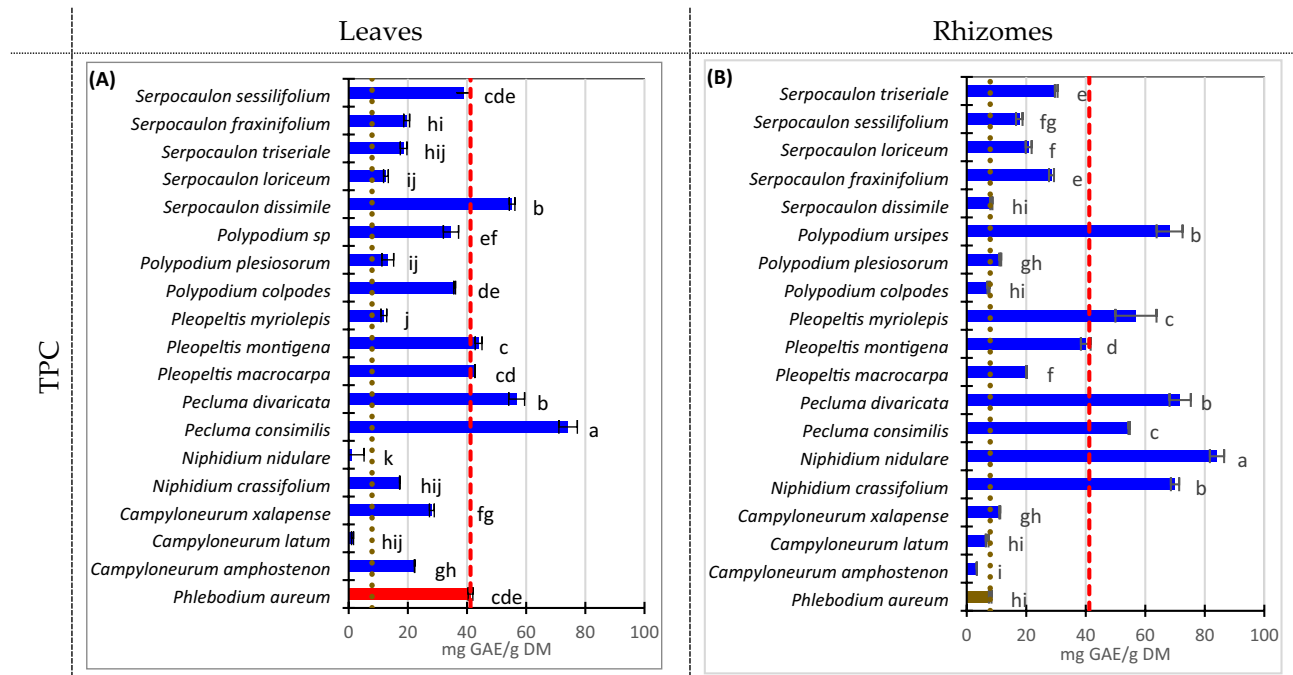 Leaves
Rhizomes
TPC
(A)
Serpocaulon sessilifolium cde
Serpocaulon fraxinifolium hi
Serpocaulon triseriale hij
Serpocaulon loriceum ij
Serpocaulon dissimile b
Polypodium sp ef
Polypodium plesiosorum ij
Polypodium colpodes de
Pleopeltis myriolepis j
Pleopeltis montigena c
Pleopeltis macrocarpa cd
Pecluma divaricata b
Pecluma consimilis a
Niphidium nidulare k
Niphidium crassifolium hij
Campyloneurum xalapense fg
Campyloneurum latum hij
Campyloneurum amphostenon gh
Phlebodium aureum cde
0 20 40 60 80 100
mg GAE/g DM
(B)
Serpocaulon triseriale e
Serpocaulon sessilifolium fg
Serpocaulon loriceum f
Serpocaulon fraxinifolium e
Serpocaulon dissimile hi
Polypodium ursipes b
Polypodium plesiosorum gh
Polypodium colpodes hi
Pleopeltis myriolepis c
Pleopeltis montigena d
Pleopeltis macrocarpa f
Pecluma divaricata b
Pecluma consimilis c
Niphidium nidulare a
Niphidium crassifolium b
Campyloneurum xalapense gh
Campyloneurum latum hi
Campyloneurum amphostenon i
Phlebodium aureum hi
0 20 40 60 80 100
mg GAE/g DM